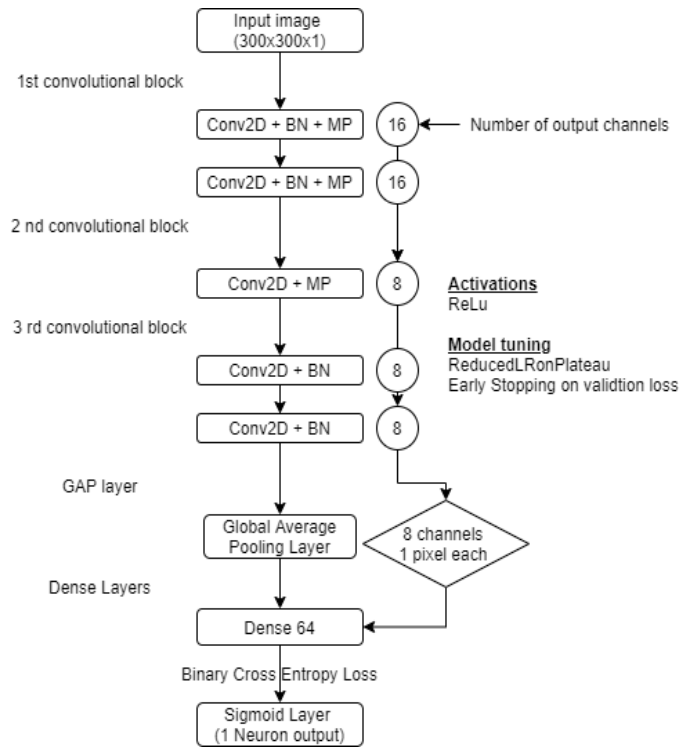 Input image
(300x300x1)
1st convolutional block
Conv2D + BN + MP
16
Number of output channels
Conv2D + BN + MP
16
2 nd convolutional block
Conv2D + MP
8
Activations
ReLu
3 rd convolutional block
Model tuning
ReducedLRonPlateau
Early Stopping on validtion loss
Conv2D + BN
8
Conv2D + BN
8
GAP layer
Global Average
Pooling Layer
8 channels
1 pixel each
Dense Layers
Dense 64
Binary Cross Entropy Loss
Sigmoid Layer
(1 Neuron output)